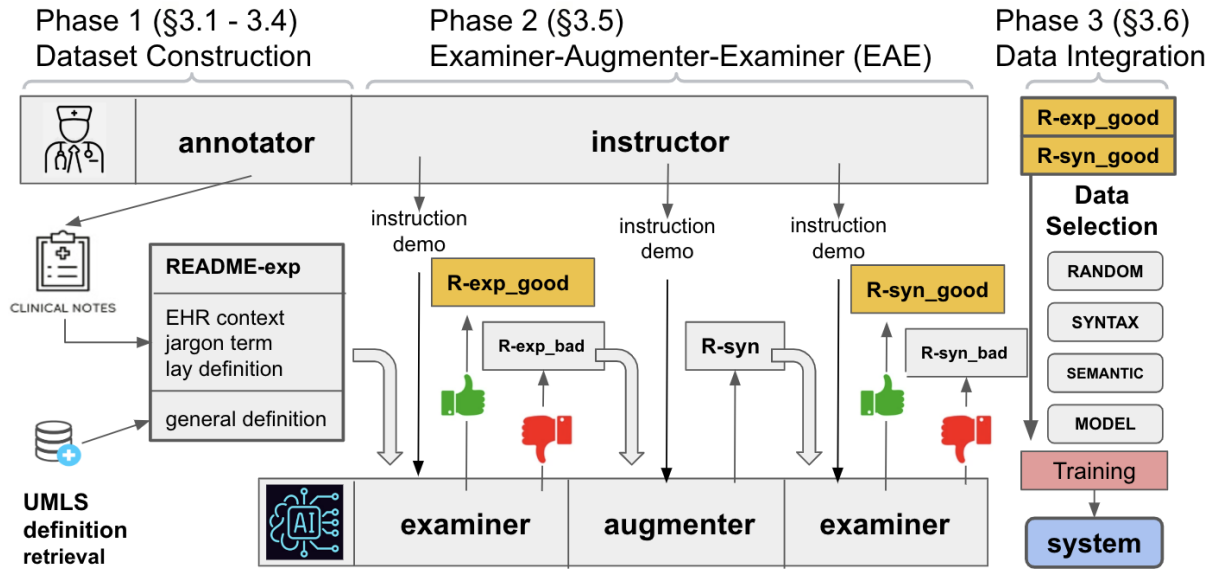 Phase 1 (§3.1 - 3.4)
Dataset Construction
Phase 2 (§3.5)
Examiner-Augmenter-Examiner (EAE)
Phase 3 (§3.6)
Data Integration
annotator
instructor
R-exp_good
R-syn_good
Data
Selection
RANDOM
SYNTAX
SEMANTIC
MODEL
Training
system
CLINICAL NOTES
README-exp
EHR context
jargon term
lay definition
general definition
UMLS
definition
retrieval
instruction
demo
R-exp_good
R-exp_bad
instruction
demo
R-syn
instruction
demo
R-syn_good
R-syn_bad
AI
examiner
augmenter
examiner